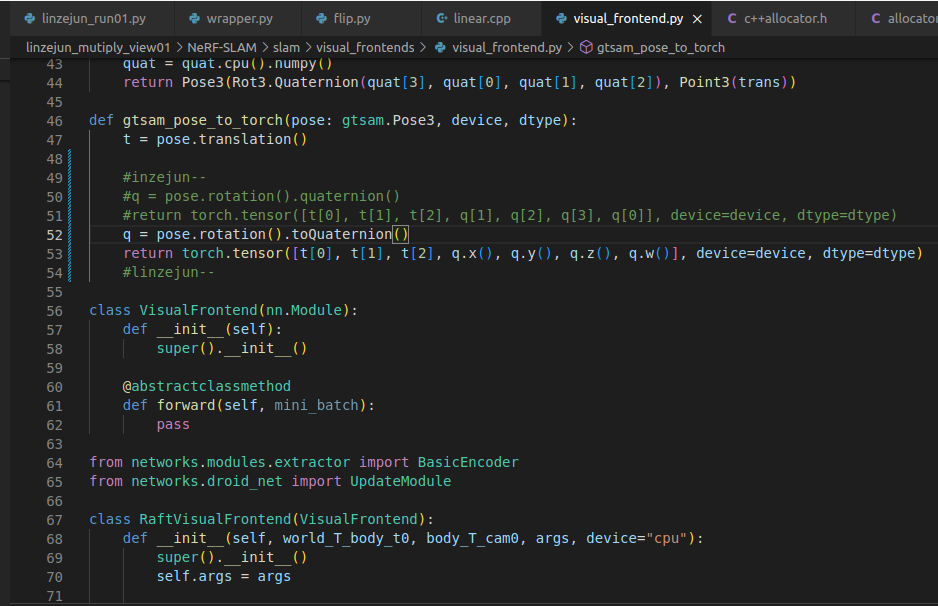 linzejun_run01.py wrapper.py flip.py linear.cpp visual_frontend.py × c++allocator.h allocator
linzejun_mutiply_view01 > NeRF-SLAM > slam > visual_frontends > visual_frontend.py > gtsam_pose_to_torch
43 quat = quat.cpu().numpy()
44 return Pose3(Rot3.Quaternion(quat[3], quat[0], quat[1], quat[2]), Point3(trans))
45
46 def gtsam_pose_to_torch(pose: gtsam.Pose3, device, dtype):
47 t = pose.translation()
48
49 #inzejun--
50 #q = pose.rotation().quaternion()
51 #return torch.tensor([t[0], t[1], t[2], q[1], q[2], q[3], q[0]], device=device, dtype=dtype)
52 q = pose.rotation().toQuaternion()
53 return torch.tensor([t[0], t[1], t[2], q.x(), q.y(), q.z(), q.w()], device=device, dtype=dtype)
54 #linzejun--
55
56 class VisualFrontend(nn.Module):
57 def __init__(self):
58 super().__init__()
59
60 @abstractclassmethod
61 def forward(self, mini_batch):
62 pass
63
64 from networks.modules.extractor import BasicEncoder
65 from networks.droid_net import UpdateModule
66
67 class RaftVisualFrontend(VisualFrontend):
68 def __init__(self, world_T_body_t0, body_T_cam0, args, device="cpu"):
69 super().__init__()
70 self.args = args
71